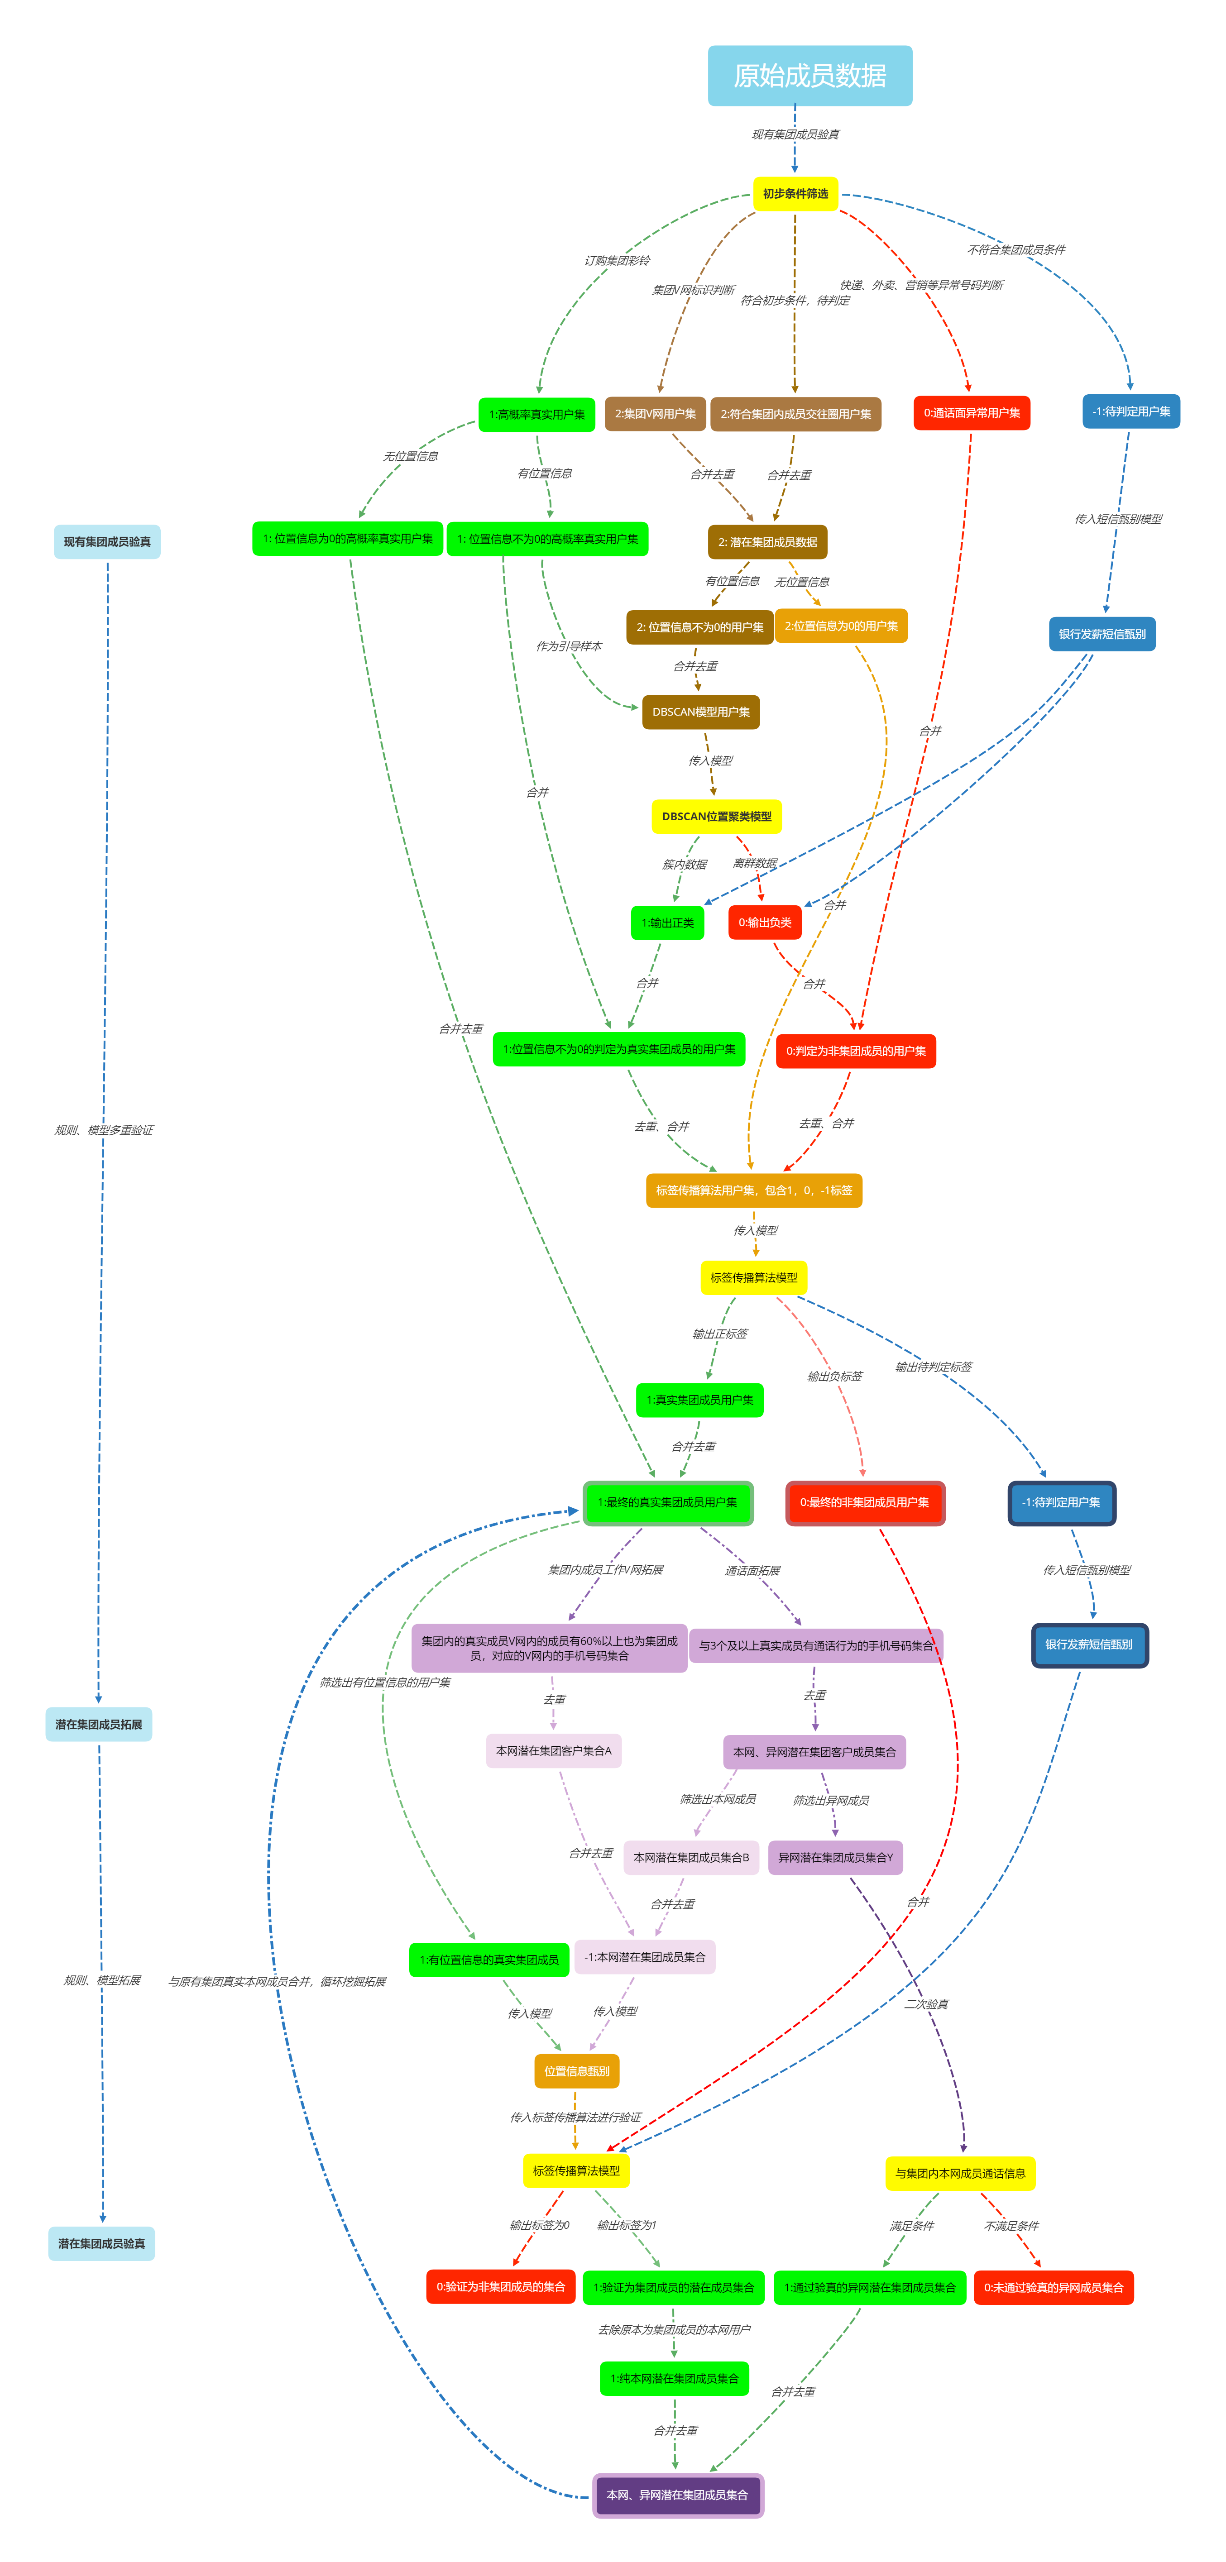 原始成员数据
现有集团成员验真
初步条件筛选
不符合集团成员条件
订购集团彩铃
快递、外卖、营销等异常号码判断
集团V网标识判断
符合初步条件，待判定
1:高概率真实用户集
2:集团V网用户集
2:符合集团内成员交往圈用户集
0:通话面异常用户集
-1:待判定用户集
无位置信息
有位置信息
合并去重
合并去重
传入短信甄别模型
现有集团成员验真
1: 位置信息为0的高概率真实用户集
1: 位置信息不为0的高概率真实用户集
2: 潜在集团成员数据
有位置信息
无位置信息
2: 位置信息不为0的用户集
2:位置信息为0的用户集
银行发薪短信甄别
作为引导样本
合并去重
DBSCAN模型用户集
合并
传入模型
合并
DBSCAN位置聚类模型
簇内数据
离群数据
合并
1:输出正类
0:输出负类
合并
合并
合并去重
1:位置信息不为0的判定为真实集团成员的用户集
0:判定为非集团成员的用户集
规则、模型多重验证
去重、合并
去重、合并
标签传播算法用户集，包含1，0，-1标签
传入模型
标签传播算法模型
输出正标签
输出负标签
输出待判定标签
1:真实集团成员用户集
合并去重
1:最终的真实集团成员用户集
0:最终的非集团成员用户集
-1:待判定用户集
集团内成员工作V网拓展
通话面拓展
传入短信甄别模型
集团内的真实成员V网内的成员有60%以上也为集团成
员，对应的V网内的手机号码集合
与3个及以上真实成员有通话行为的手机号码集合
银行发薪短信甄别
筛选出有位置信息的用户集
去重
去重
潜在集团成员拓展
本网潜在集团客户集合A
本网、异网潜在集团客户成员集合
筛选出本网成员
筛选出异网成员
合并去重
本网潜在集团成员集合B
异网潜在集团成员集合Y
合并去重
合并
1:有位置信息的真实集团成员
-1:本网潜在集团成员集合
规则、模型拓展
与原有集团真实本网成员合并，循环挖掘拓展
传入模型
传入模型
二次验真
位置信息甄别
传入标签传播算法进行验证
标签传播算法模型
与集团内本网成员通话信息
输出标签为0
输出标签为1
满足条件
不满足条件
潜在集团成员验真
0:验证为非集团成员的集合
1:验证为集团成员的潜在成员集合
1:通过验真的异网潜在集团成员集合
0:未通过验真的异网成员集合
去除原本为集团成员的本网用户
1:纯本网潜在集团成员集合
合并去重
合并去重
本网、异网潜在集团成员集合